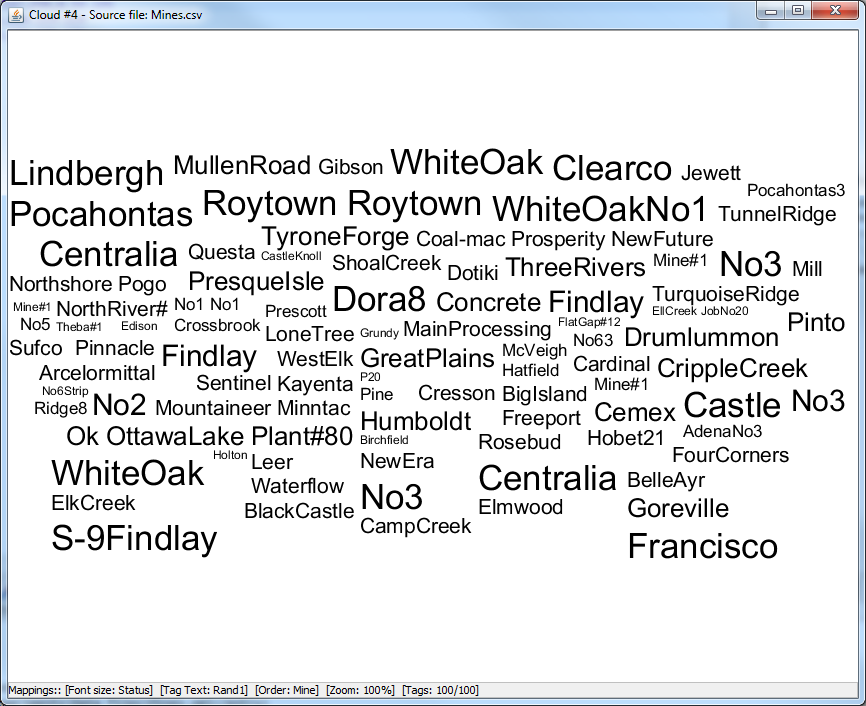 Cloud #4 - Source file: Mines.csv
Lindbergh MullenRoad Gibson WhiteOak Clearco Jewett
Pocahontas3
Pocahontas Roytown Roytown WhiteOakNo1 TunnelRidge
Centralia Questa TyroneForge Coal-mac Prosperity NewFuture
CastleKnoll ShoalCreek Dotiki ThreeRivers Mine#1 No3 Mill
Northshore Pogo PresqueIsle Dora8 Concrete Findlay TurquoiseRidge
Mine#1 NorthRiver# No1 No1 Prescott EllCreek JobNo20
No5 Theba#1 Edison Crossbrook LoneTree Grundy MainProcessing FlatGap#12 No63 Drumlummon Pinto
Sufco Pinnacle Findlay WestElk GreatPlains McVeigh
Arcelormittal Hatfield Cardinal CrippleCreek
No6Strip Sentinel Kayenta P20 Pine Cresson BigIsland Mine#1
Ridge8 No2 Mountaineer Minntac Humboldt Freeport Cemex Castle No3
Ok OttawaLake Plant#80 Birchfield Rosebud Hobet21 AdenaNo3
WhiteOak Holton Leer NewEra FourCorners
Waterflow Centralia BelleAyr
ElkCreek BlackCastle No3 Elmwood Goreville
S-9Findlay CampCreek Francisco
Mappings:: [Font size: Status] [Tag Text: Rand1] [Order: Mine] [Zoom: 100%] [Tags: 100/100]